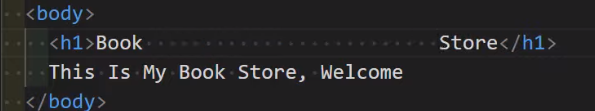 <body>
<h1>Book                         Store</h1>
This Is My Book Store, Welcome
</body>